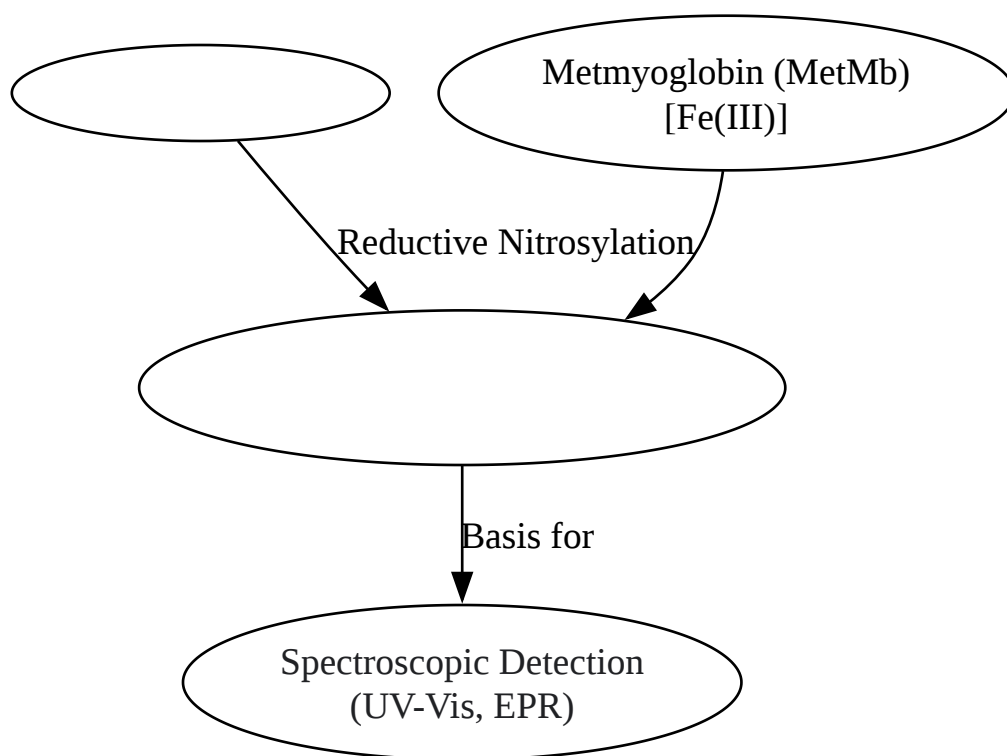 Metmyoglobin (MetMb)
[Fe(III)]
Reductive Nitrosylation
Basis for
Spectroscopic Detection
(UV-Vis, EPR)